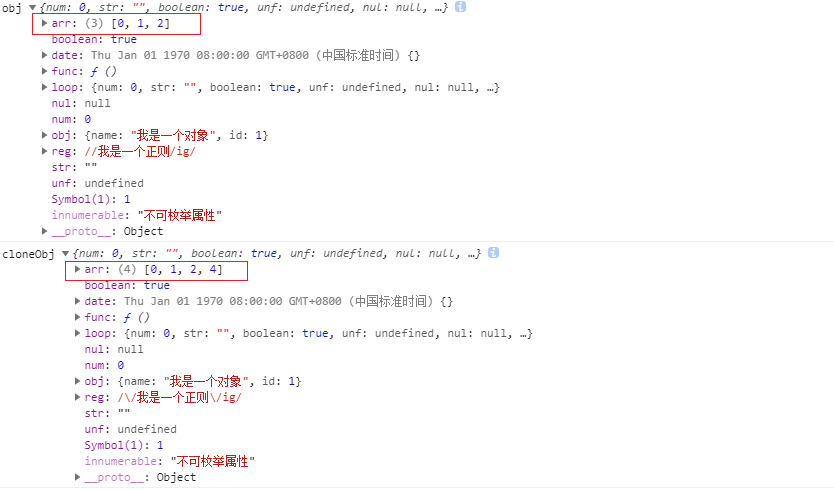 obj ▼{num: 0, str: "", boolean: true, unf: undefined, nul: null, …} i
▶ arr: (3) [0, 1, 2]
boolean: true
▶ date: Thu Jan 01 1970 08:00:00 GMT+0800 (中国标准时间) {}
▶ func: ƒ ()
▶ loop: {num: 0, str: "", boolean: true, unf: undefined, nul: null, …}
nul: null
num: 0
▶ obj: {name: "我是一个对象", id: 1}
▶ reg: //我是一个正则/ig/
str: ""
unf: undefined
Symbol(1): 1
innumerable: "不可枚举属性"
▶ __proto__: Object
cloneObj ▼{num: 0, str: "", boolean: true, unf: undefined, nul: null, …} i
▶ arr: (4) [0, 1, 2, 4]
boolean: true
▶ date: Thu Jan 01 1970 08:00:00 GMT+0800 (中国标准时间) {}
▶ func: ƒ ()
▶ loop: {num: 0, str: "", boolean: true, unf: undefined, nul: null, …}
nul: null
num: 0
▶ obj: {name: "我是一个对象", id: 1}
▶ reg: /\/我是一个正则\/ig/
str: ""
unf: undefined
Symbol(1): 1
innumerable: "不可枚举属性"
▶ __proto__: Object